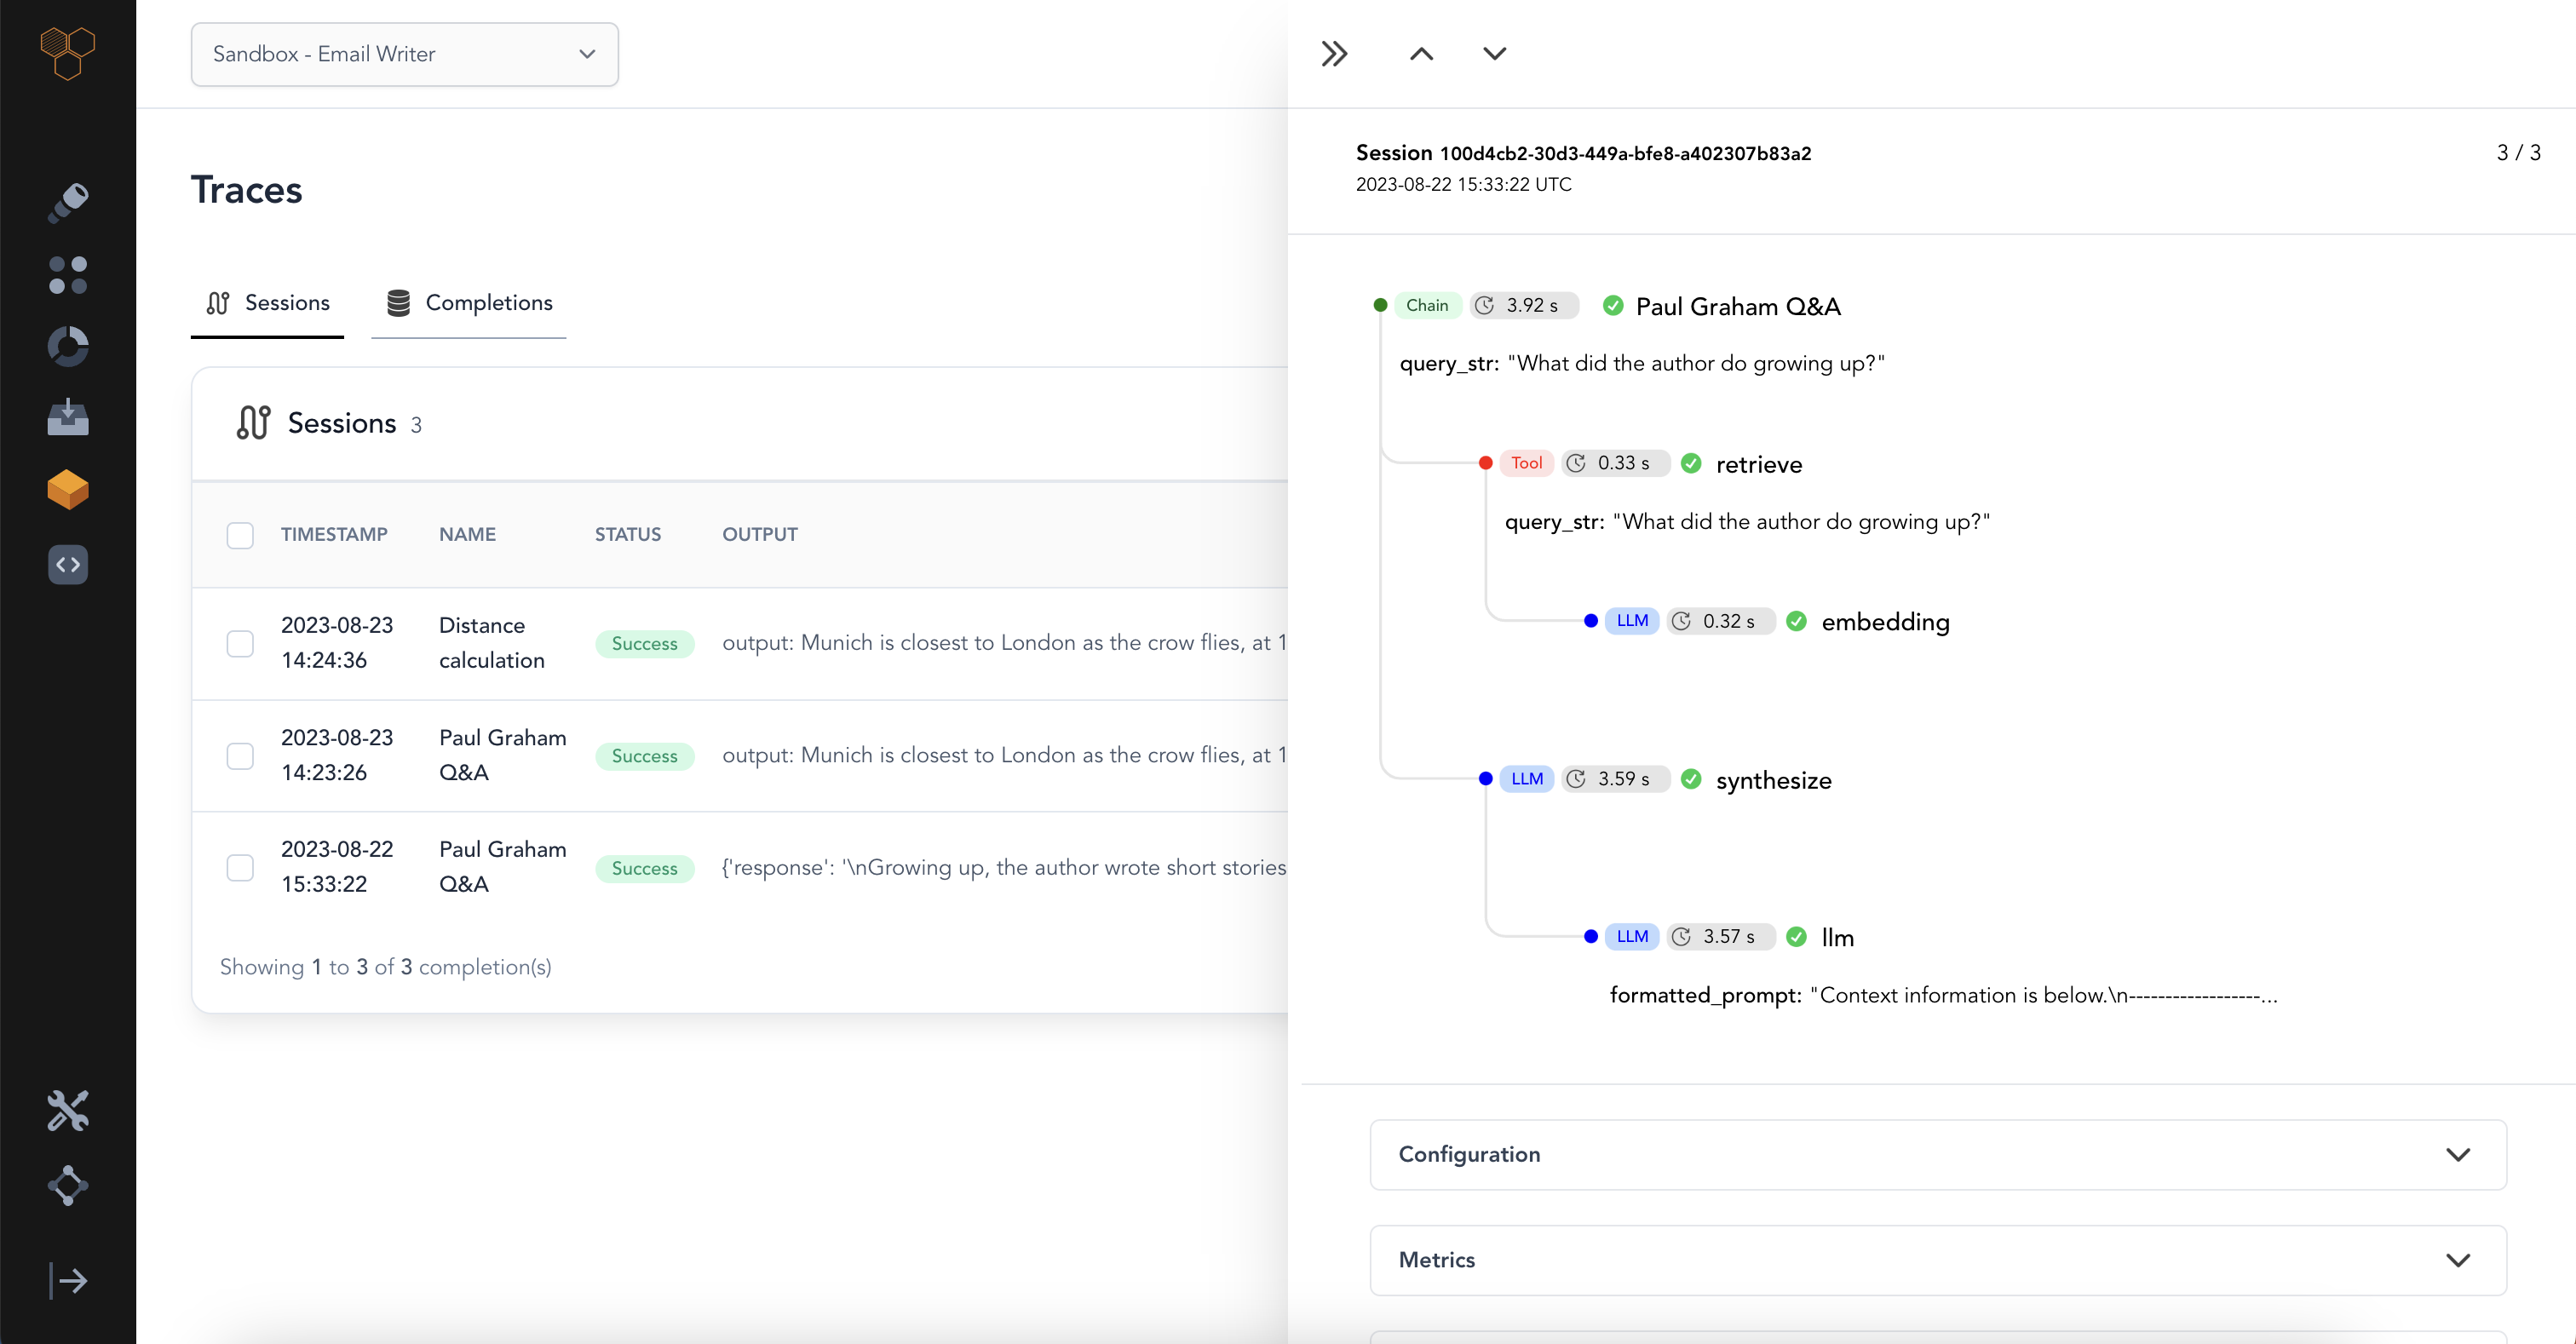 Sandbox - Email Writer
Traces
Sessions
Completions
Sessions 3
TIMESTAMP NAME STATUS OUTPUT
2023-08-23 14:24:36 Distance calculation Success output: Munich is closest to London as the crow flies, at 1
2023-08-23 14:23:26 Paul Graham Q&A Success output: Munich is closest to London as the crow flies, at 1
2023-08-22 15:33:22 Paul Graham Q&A Success {'response': '\nGrowing up, the author wrote short stories
Showing 1 to 3 of 3 completion(s)
Session 100d4cb2-30d3-449a-bfe8-a402307b83a2
3 / 3
2023-08-22 15:33:22 UTC
Chain 3.92 s Paul Graham Q&A
query_str: "What did the author do growing up?"
Tool 0.33 s retrieve
query_str: "What did the author do growing up?"
LLM 0.32 s embedding
LLM 3.59 s synthesize
LLM 3.57 s llm
formatted_prompt: "Context information is below.\n------------------...
Configuration
Metrics